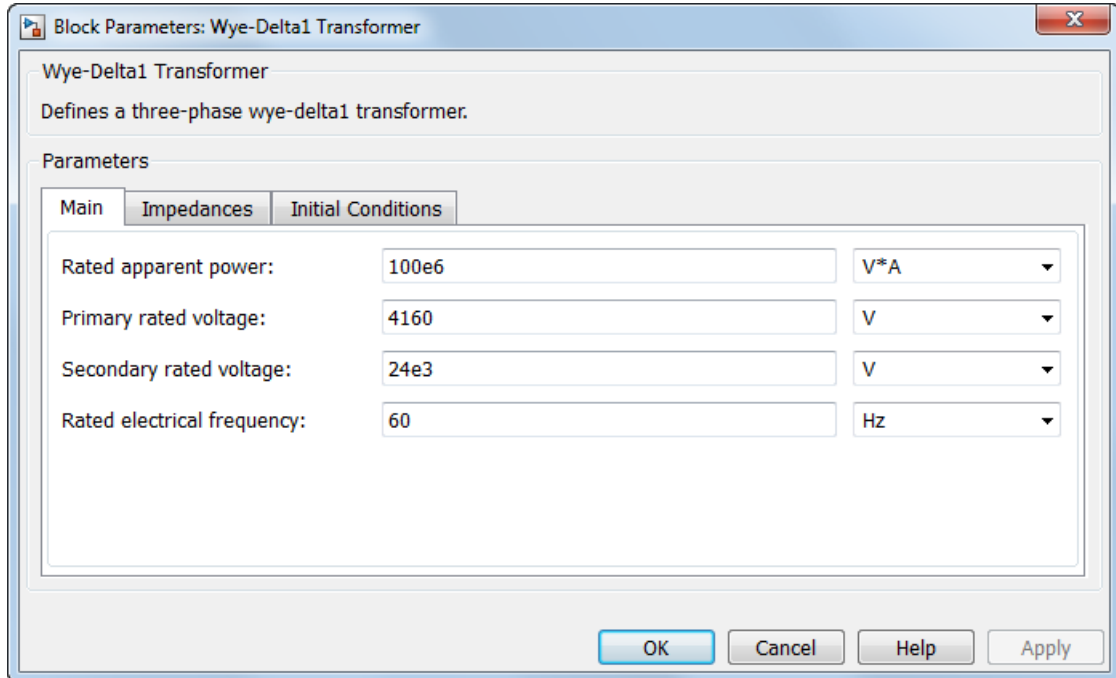 Block Parameters: Wye-Delta1 Transformer
Wye-Delta1 Transformer
Defines a three-phase wye-delta1 transformer.
Parameters
Main Impedances Initial Conditions
Rated apparent power: 100e6 V*A
Primary rated voltage: 4160 V
Secondary rated voltage: 24e3 V
Rated electrical frequency: 60 Hz
OK Cancel Help Apply